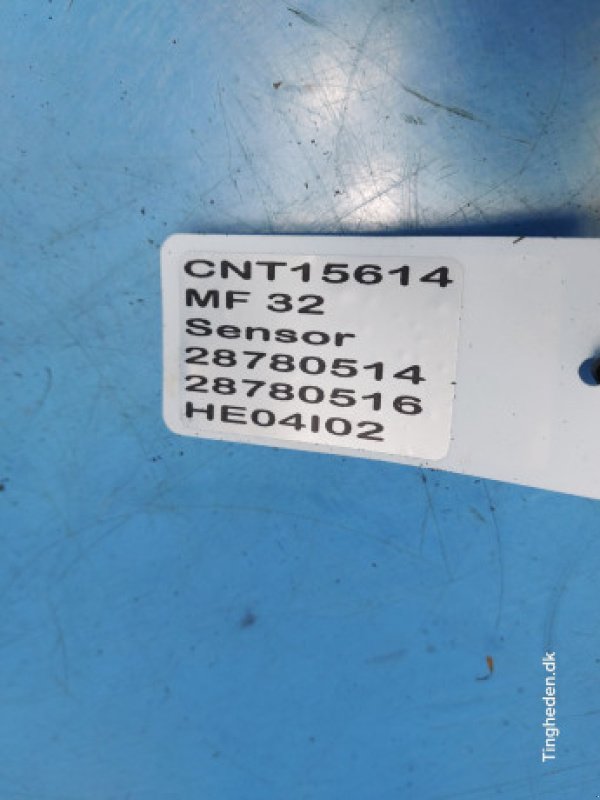 CNT15614
MF 32
Sensor
28780514
28780516
HE04I02
Tingheden.dk